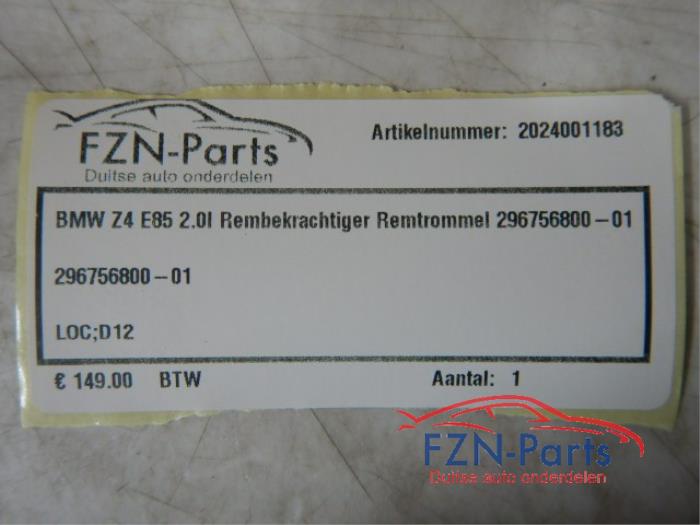 FZN-Parts
Duitse auto onderdelen
Artikelnummer: 2024001183
BMW Z4 E85 2.0I Rembekrachtiger Remtrommel 296756800-01
296756800-01
LOC;D12
€ 149.00 BTW Aantal: 1
FZN-Parts
Duitse auto onderdelen